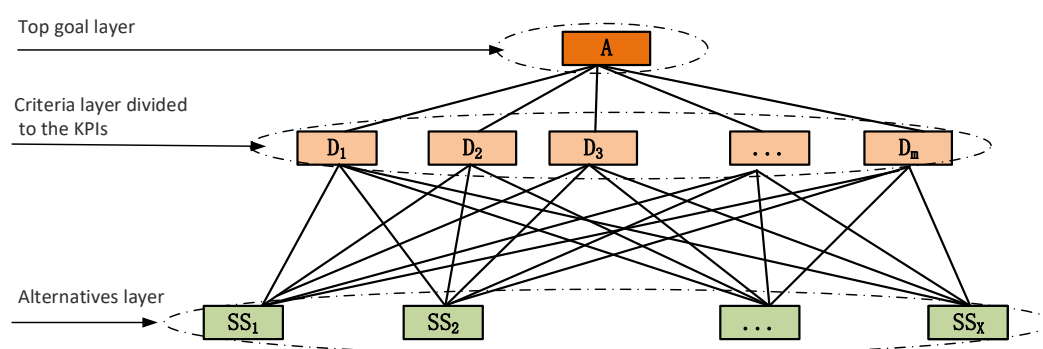 Top goal layer
A
Criteria layer divided
to the KPIs
D₁ D₂ D₃ ... Dₘ
Alternatives layer
SS₁ SS₂ ... SSₓ